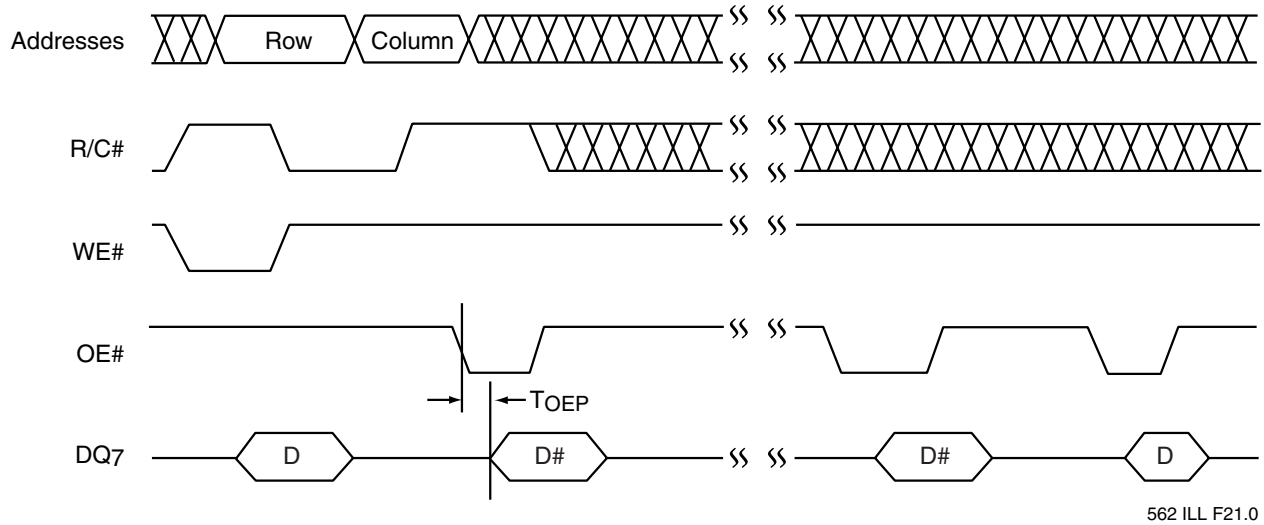 Addresses
Row
Column
R/C#
WE#
OE#
TOEP
DQ7
D
D#
D#
D
562 ILL F21.0